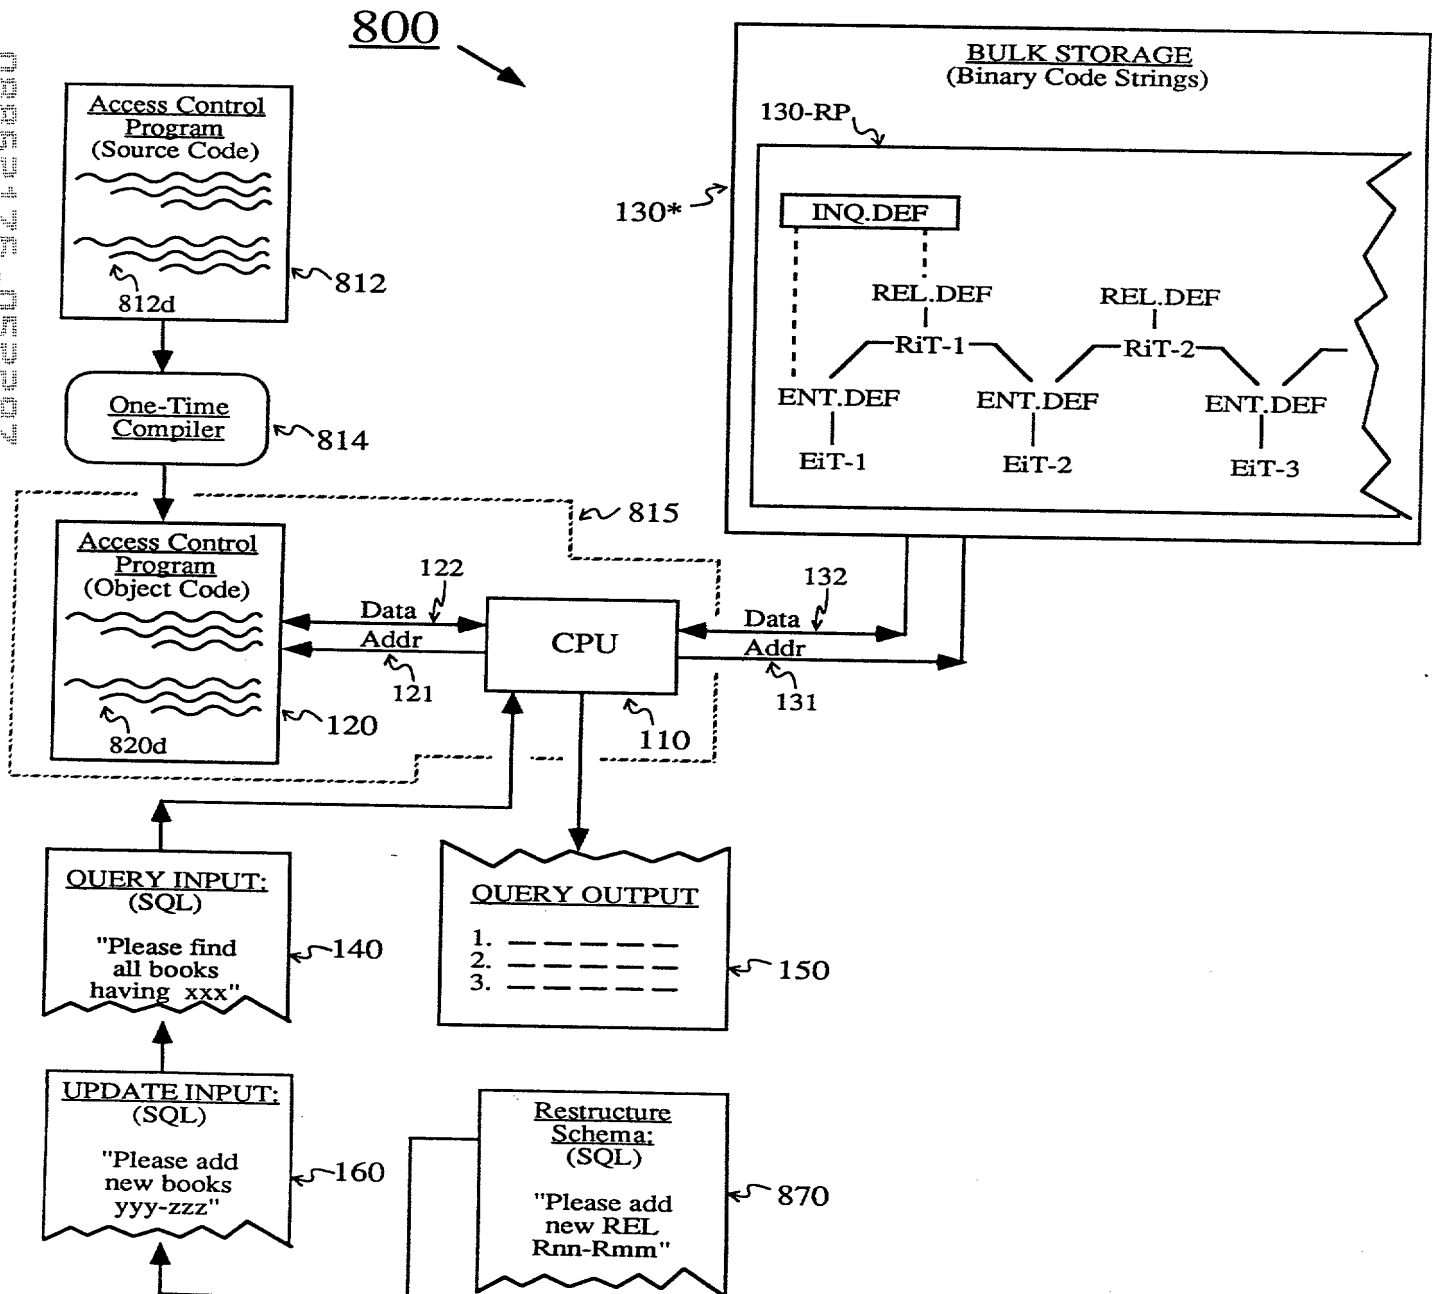 800
BULK STORAGE
(Binary Code Strings)
130-RP
130*
INQ.DEF
REL.DEF
REL.DEF
RiT-1
RiT-2
ENT.DEF
ENT.DEF
ENT.DEF
EiT-1
EiT-2
EiT-3
Access Control
Program
(Source Code)
812d
812
One-Time
Compiler
814
815
Access Control
Program
(Object Code)
820d
120
122
Data
Addr
121
CPU
110
132
Data
Addr
131
QUERY INPUT:
(SQL)
"Please find
all books
having xxx"
140
QUERY OUTPUT
1.
2.
3.
150
UPDATE INPUT:
(SQL)
"Please add
new books
yyy-zzz"
160
Restructure
Schema:
(SQL)
"Please add
new REL
Rnn-Rmm"
870